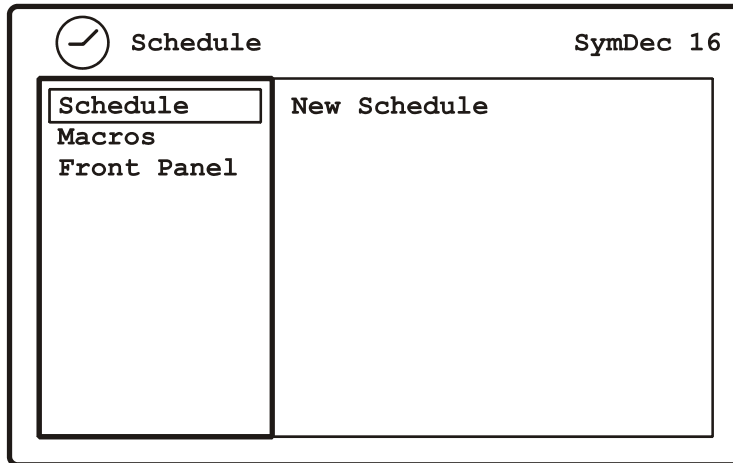 Schedule SymDec 16
Schedule
Macros
Front Panel
New Schedule